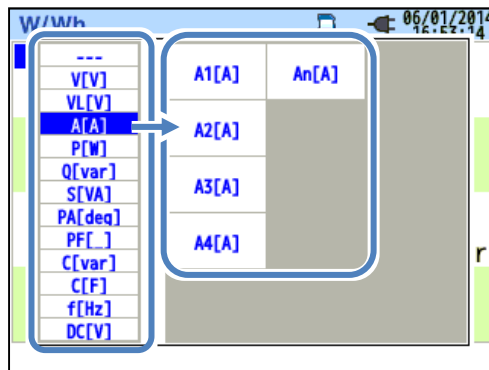 W/Wh
06/01/2014
16:53:14
---
V[V]
VL[V]
A[A]
P[W]
Q[var]
S[VA]
PA[deg]
PF[_]
C[var]
C[F]
f[Hz]
DC[V]
A1[A] An[A]
A2[A]
A3[A]
A4[A]
r